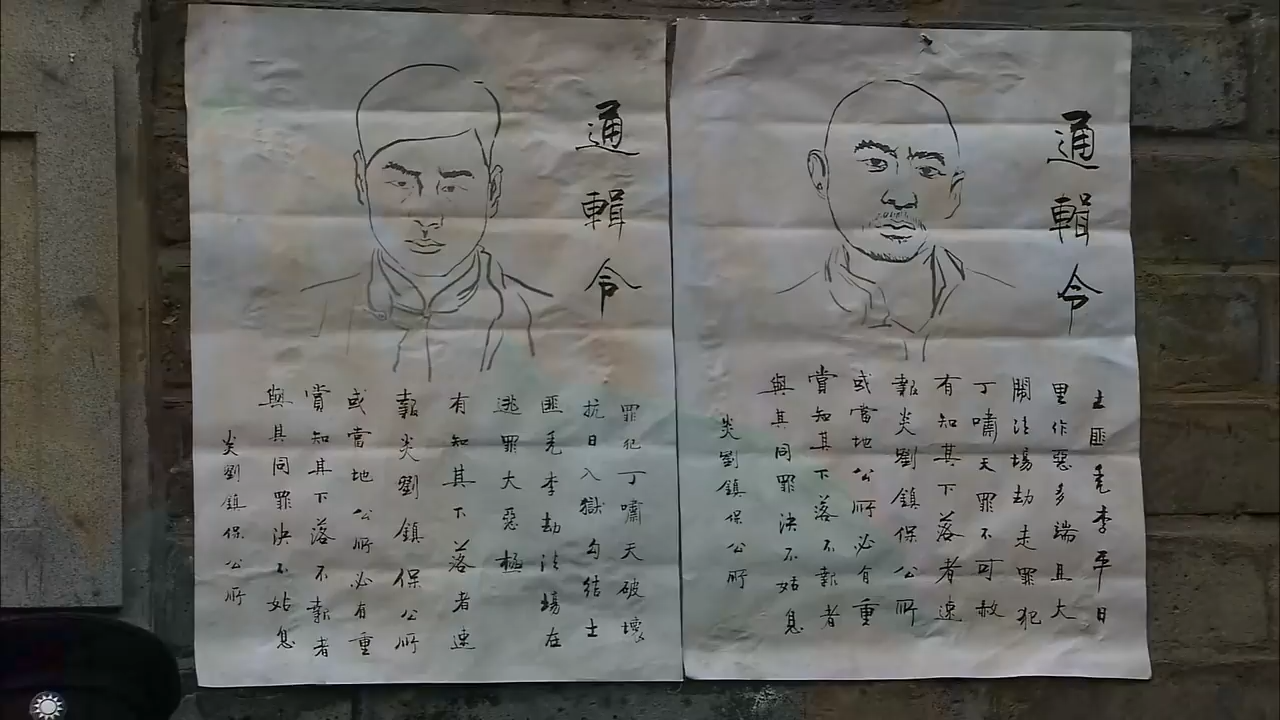 通輯令
土匪毛李平日
里作惡多端且大
鬧法場劫走罪犯
丁嘯天罪不可赦
有知其下落者速
報炎劉鎮保公所
或當地公所必有重
賞知其下落不報者
與其同罪決不姑息
炎劉鎮保公所
通輯令
罪犯丁嘯天破壞
抗日入獄勾結土
匪毛李劫法場在
逃罪大惡極
有知其下落者速
報炎劉鎮保公所
或當地公所必有重
賞知其下落不報者
與其同罪決不姑息
炎劉鎮保公所